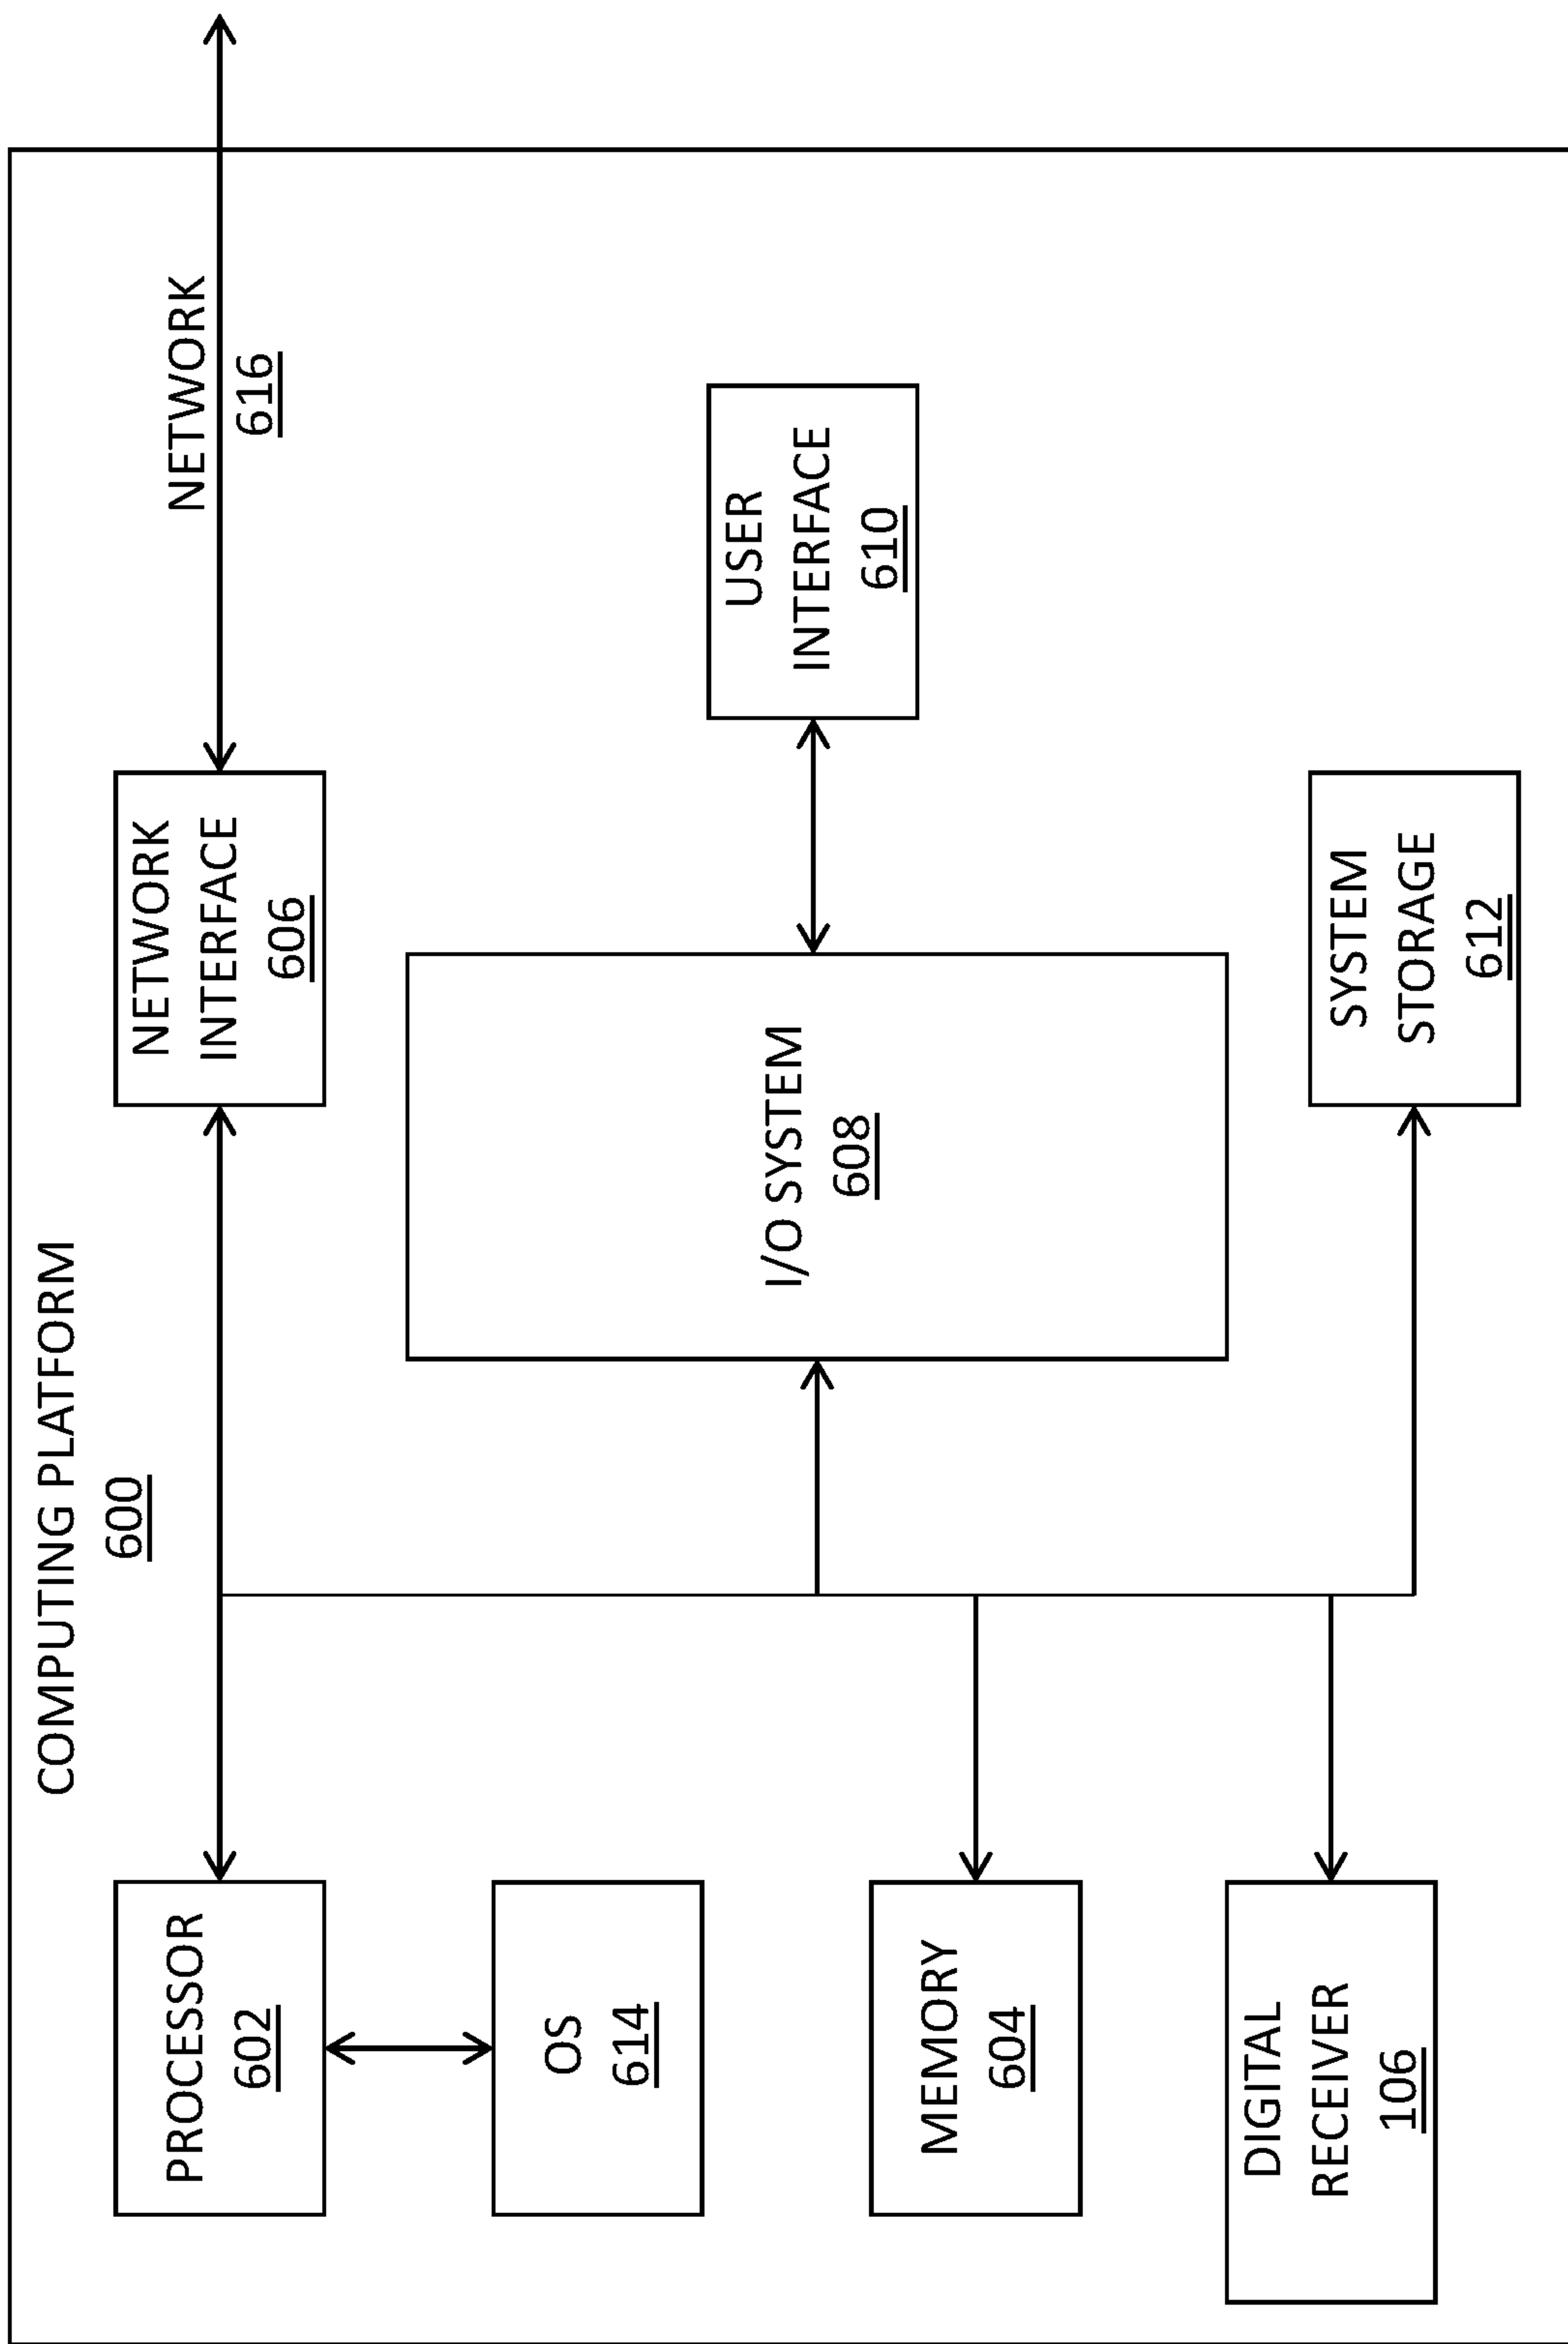 COMPUTING PLATFORM
600
PROCESSOR
602
NETWORK
INTERFACE
606
NETWORK
616
OS
614
I/O SYSTEM
608
USER
INTERFACE
610
MEMORY
604
DIGITAL
RECEIVER
106
SYSTEM
STORAGE
612